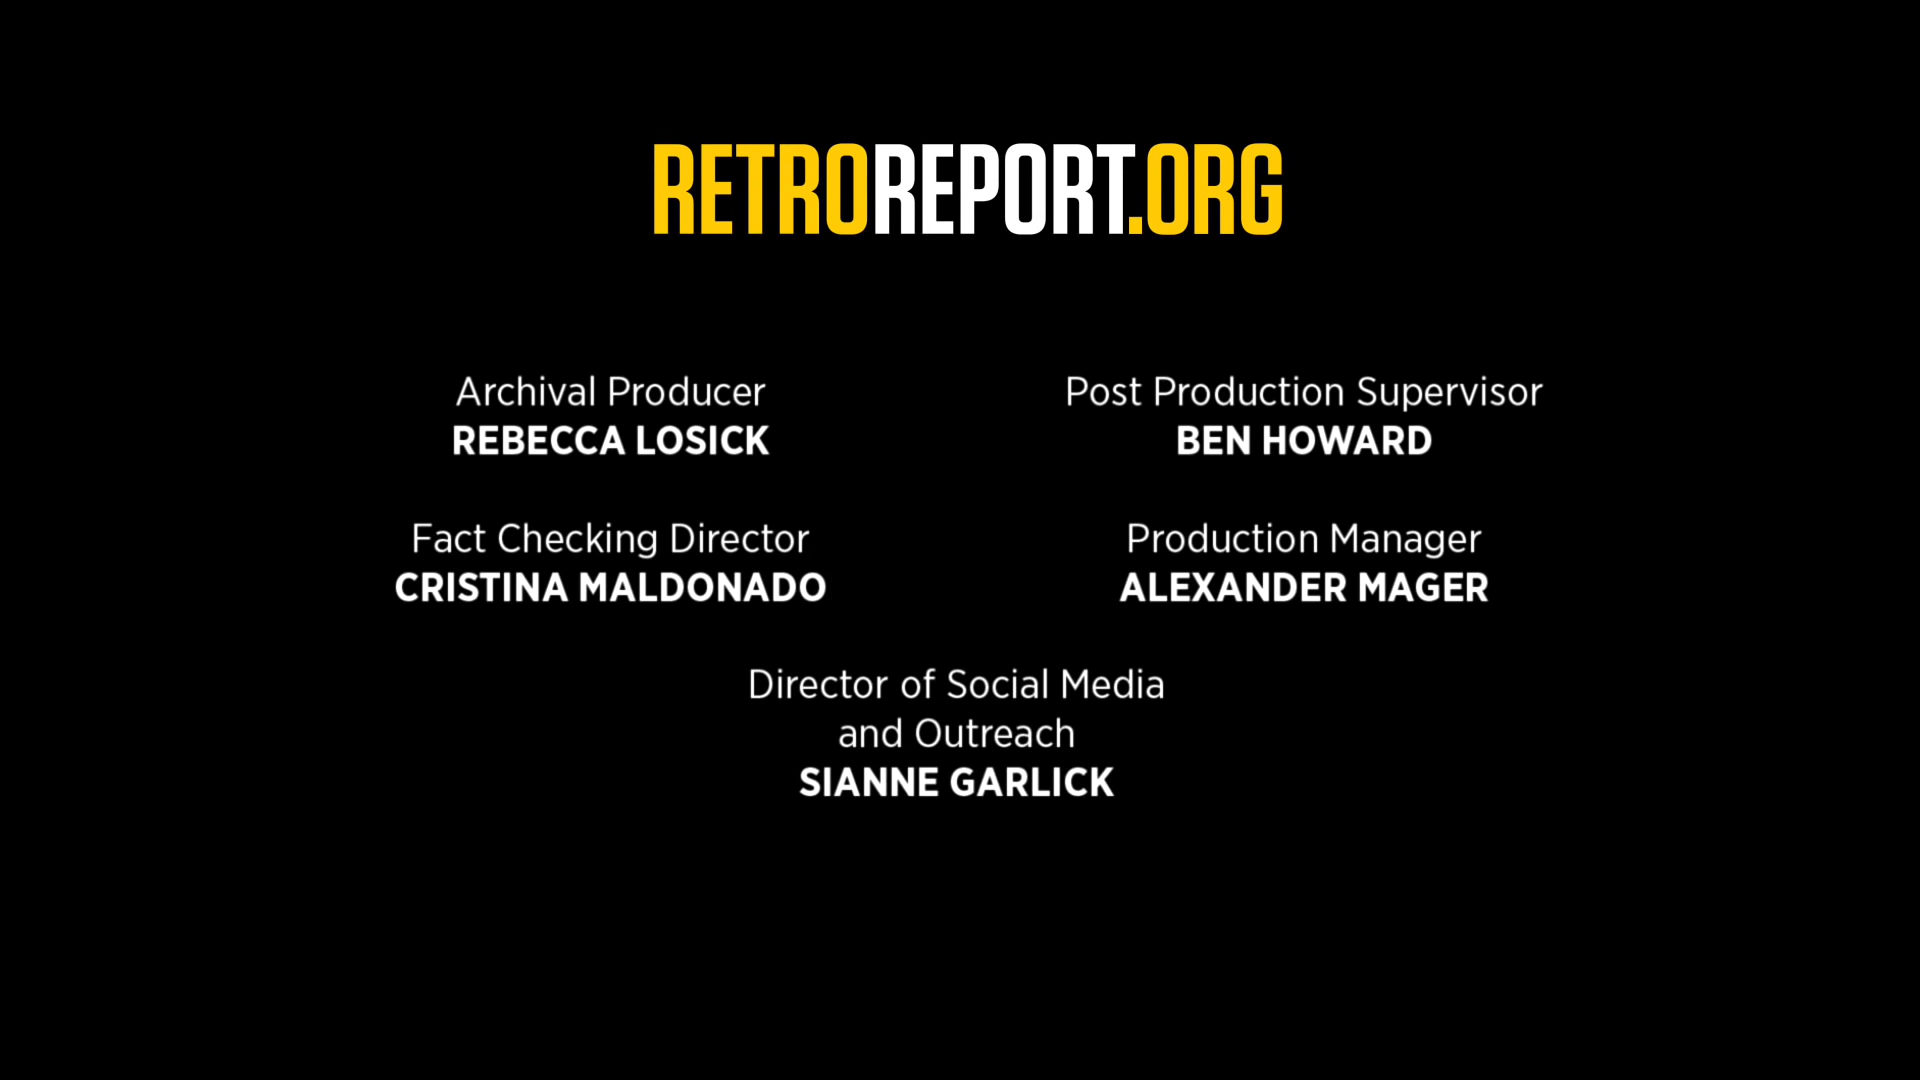 RETROREPORT.ORG
Archival Producer
REBECCA LOSICK
Post Production Supervisor
BEN HOWARD
Fact Checking Director
CRISTINA MALDONADO
Production Manager
ALEXANDER MAGER
Director of Social Media
and Outreach
SIANNE GARLICK